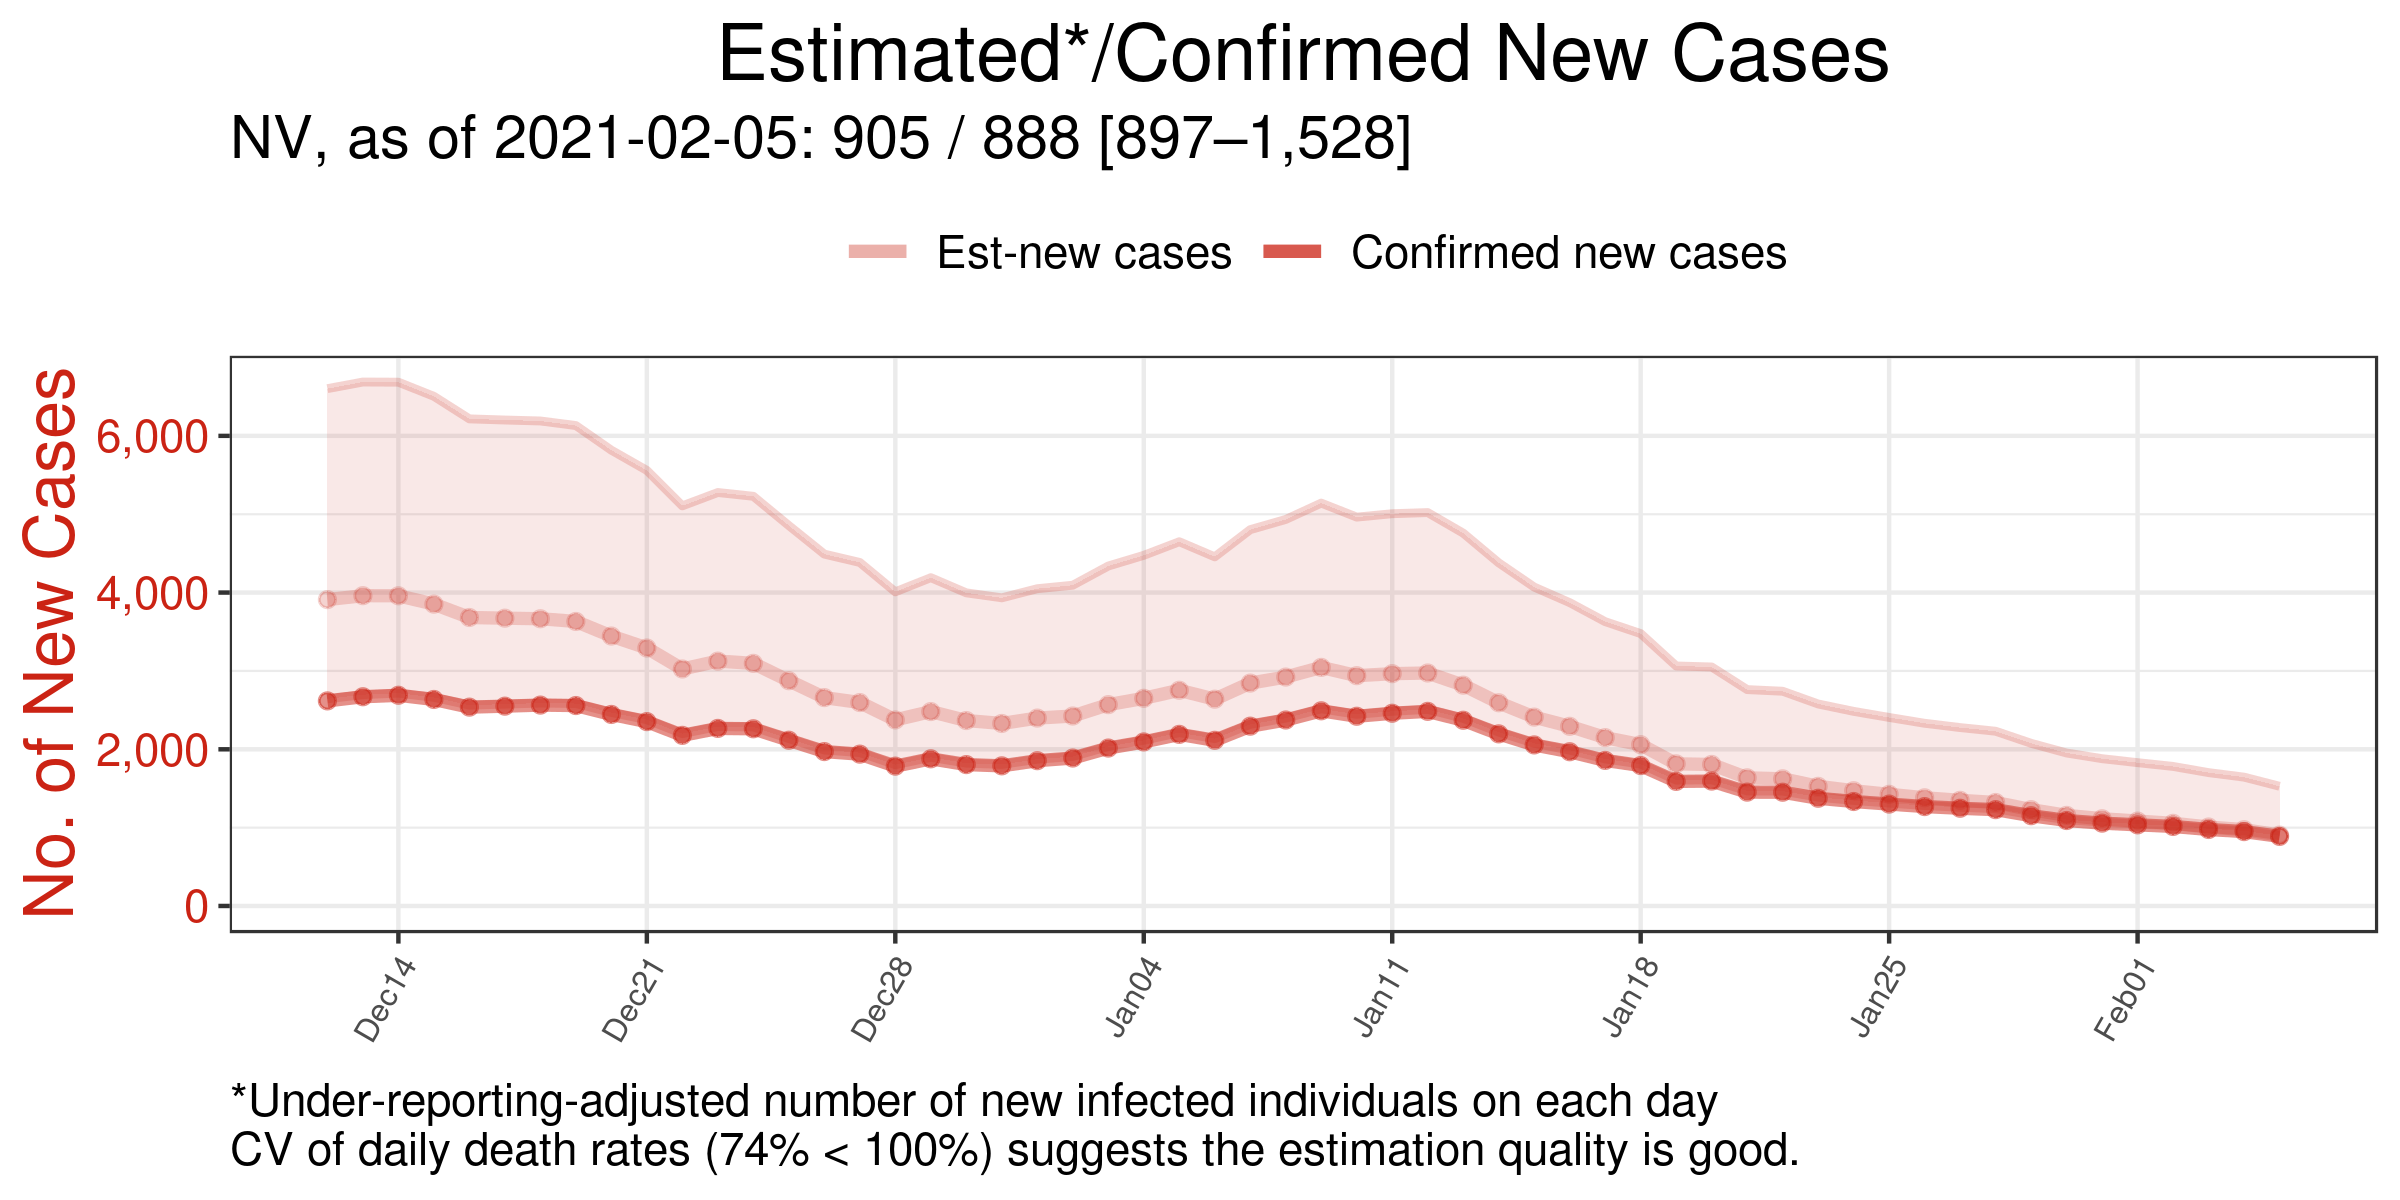 Estimated*/Confirmed New Cases
NV, as of 2021-02-05: 905 / 888 [897–1,528]
Est-new cases Confirmed new cases
No. of New Cases
6,000
4,000
2,000
0
Dec14 Dec21 Dec28 Jan04 Jan11 Jan18 Jan25 Feb01
*Under-reporting-adjusted number of new infected individuals on each day
CV of daily death rates (74% < 100%) suggests the estimation quality is good.